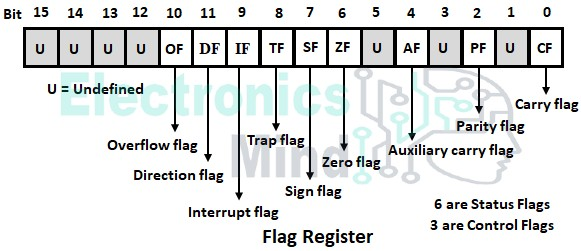 Bit 15 14 13 12 10 11 9 8 7 6 5 4 3 2 1 0
U U U U OF DF IF TF SF ZF U AF U PF U CF
U = Undefined
Electronics
Mind
Carry flag
Parity flag
Overflow flag
Trap flag
Auxiliary carry flag
Zero flag
Direction flag
Sign flag
Interrupt flag
6 are Status Flags
3 are Control Flags
Flag Register